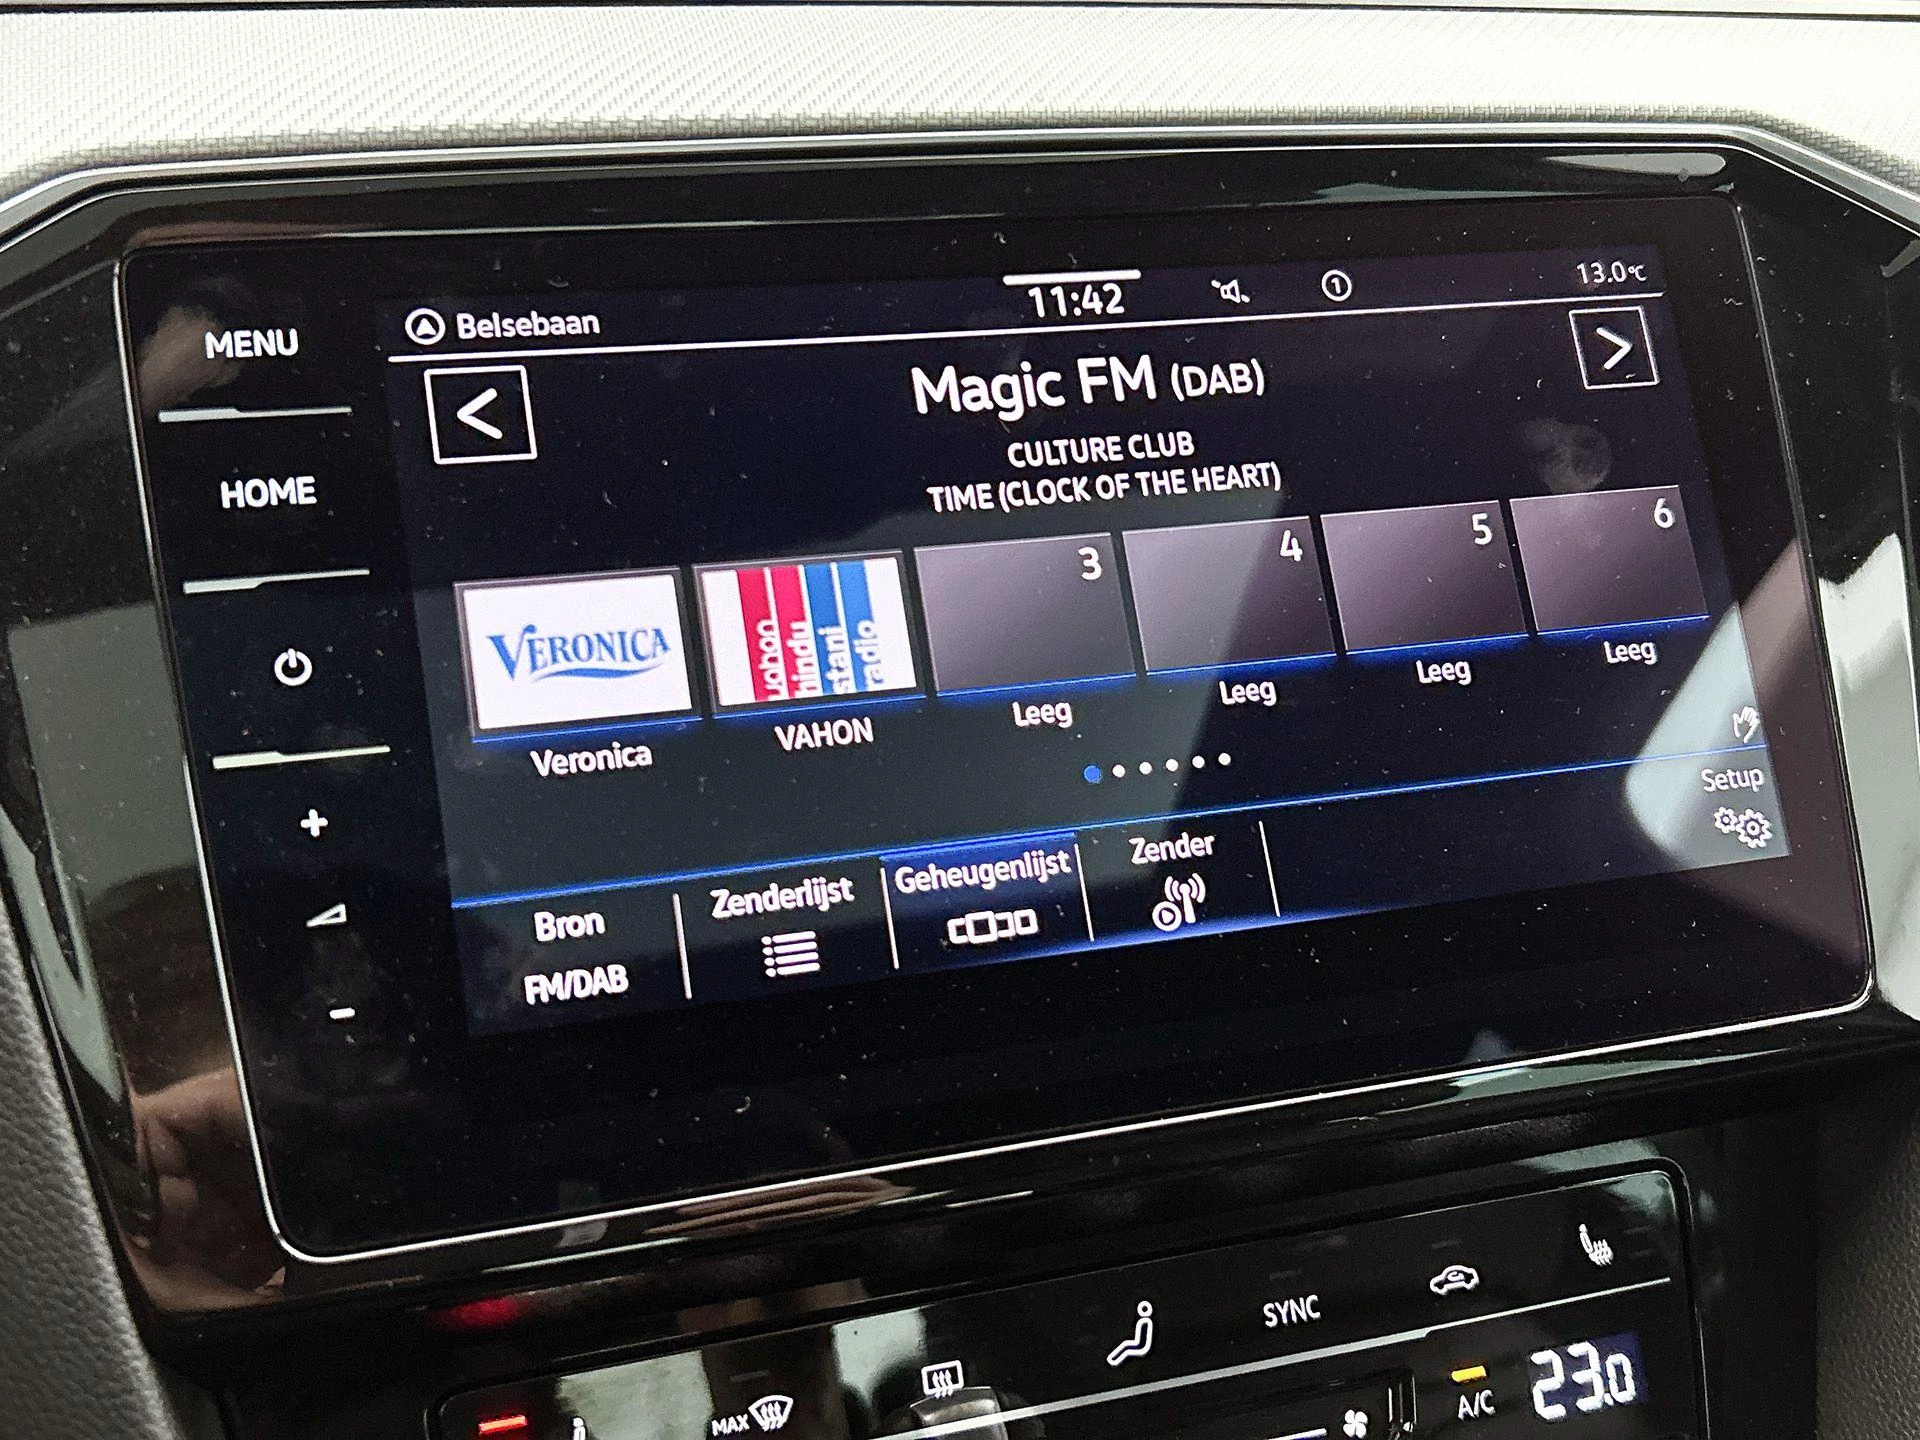 MENU
HOME
+
-
Belsebaan
11:42
1
13.0°C
<
>
Magic FM (DAB)
CULTURE CLUB
TIME (CLOCK OF THE HEART)
VERONICA
vahon
hindu
stani
radio
3
4
5
6
Veronica
VAHON
Leeg
Leeg
Leeg
Leeg
Setup
Bron
FM/DAB
Zenderlijst
Geheugenlijst
Zender
SYNC
MAX
A/C
23.0